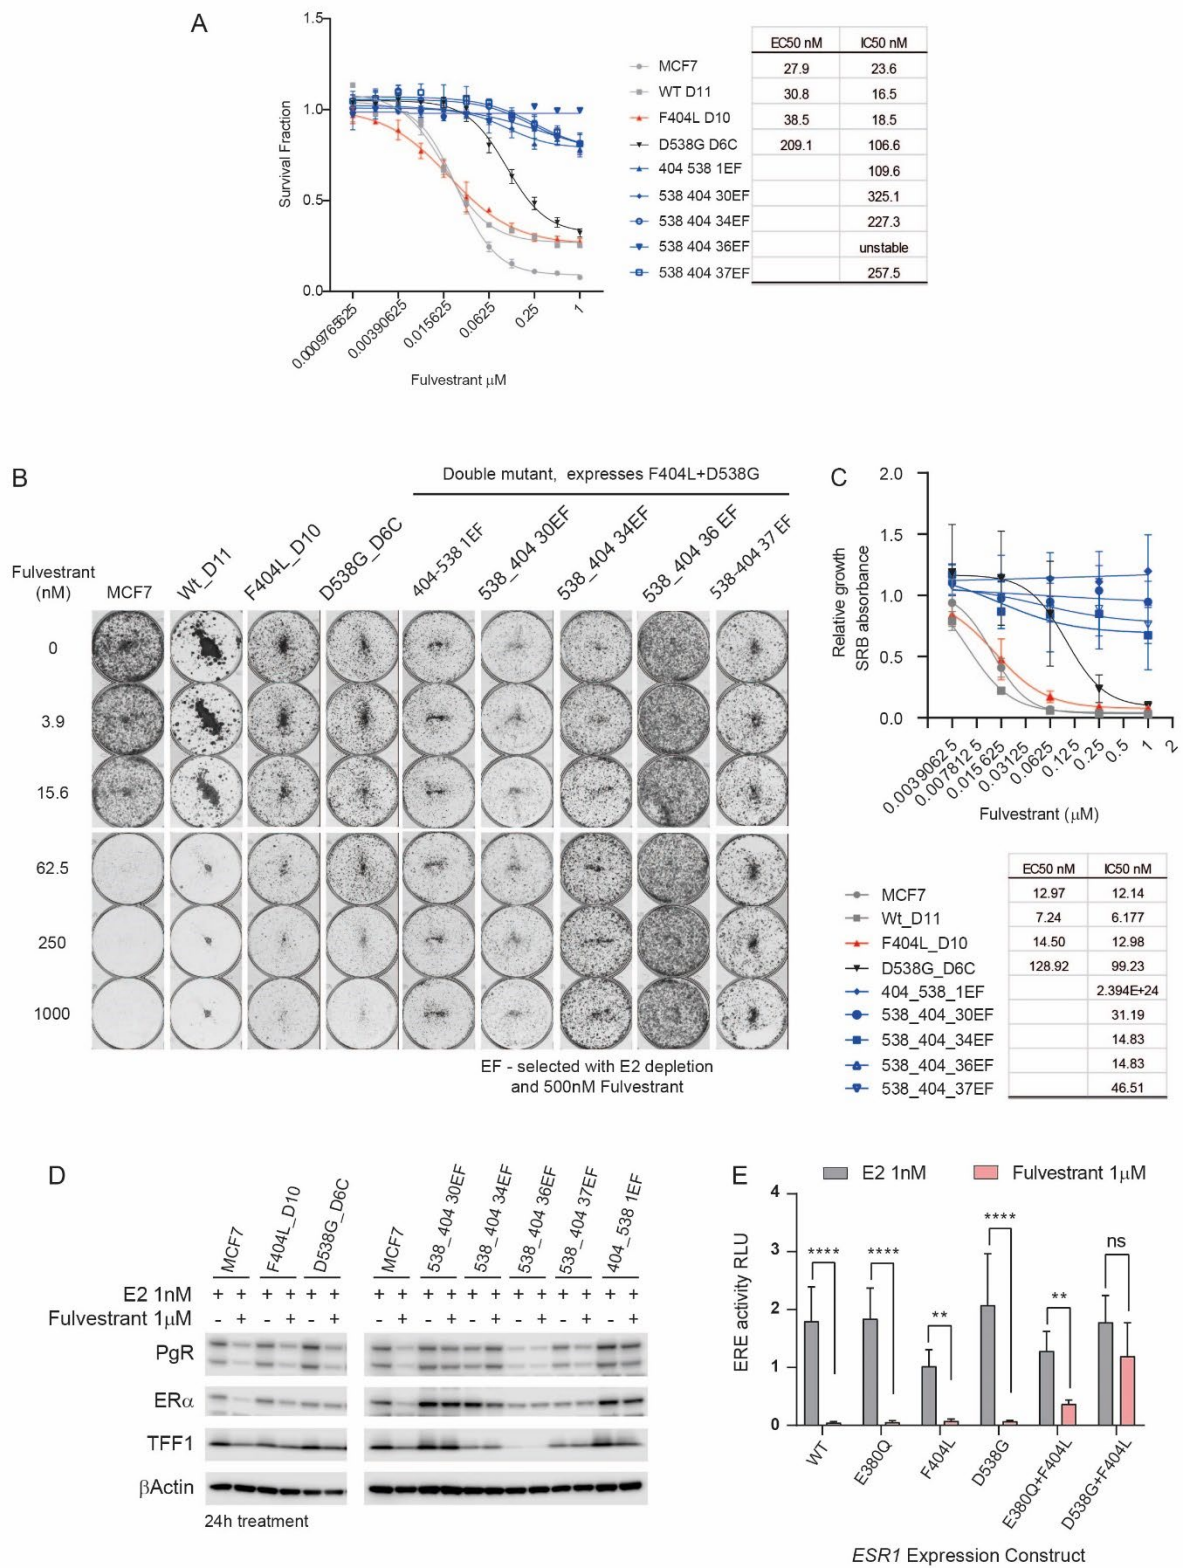 A
1.5
1.0
0.5
0.0
Survival Fraction
0.0009765625
0.00390625
0.015625
0.0625
0.25
1
Fulvestrant μM
MCF7
WT D11
F404L D10
D538G D6C
404 538 1EF
538 404 30EF
538 404 34EF
538 404 36EF
538 404 37EF
EC50 nM IC50 nM
27.9 23.6
30.8 16.5
38.5 18.5
209.1 106.6
109.6
325.1
227.3
unstable
257.5
B
Double mutant, expresses F404L+D538G
Fulvestrant
(nM)
MCF7
Wt_D11
F404L_D10
D538G_D6C
404-538 1EF
538_404 30EF
538_404 34EF
538_404 36 EF
538-404 37 EF
0
3.9
15.6
62.5
250
1000
EF - selected with E2 depletion
and 500nM Fulvestrant
C
2.0
1.5
1.0
0.5
0.0
Relative growth
SRB absorbance
0.0039062.5
0.007812.5
0.015625
0.03125
0.0625
0.125
0.25
0.5
1
2
Fulvestrant (μM)
MCF7
Wt_D11
F404L_D10
D538G_D6C
404_538_1EF
538_404_30EF
538_404_34EF
538_404_36EF
538_404_37EF
EC50 nM IC50 nM
12.97 12.14
7.24 6.177
14.50 12.98
128.92 99.23
2.394E+24
31.19
14.83
14.83
46.51
D
MCF7
F404L_D10
D538G_D6C
MCF7
538_404 30EF
538_404 34EF
538_404 36EF
538_404 37EF
404_538 1EF
E2 1nM + + + + + + + + + + + + + + + + + +
Fulvestrant 1μM - + - + - + - + - + - + - + - + - +
PgR
ERα
TFF1
βActin
24h treatment
E
E2 1nM
Fulvestrant 1μM
4
3
2
1
0
ERE activity RLU
****
****
**
****
**
ns
WT
E380Q
F404L
D538G
E380Q+F404L
D538G+F404L
ESR1 Expression Construct